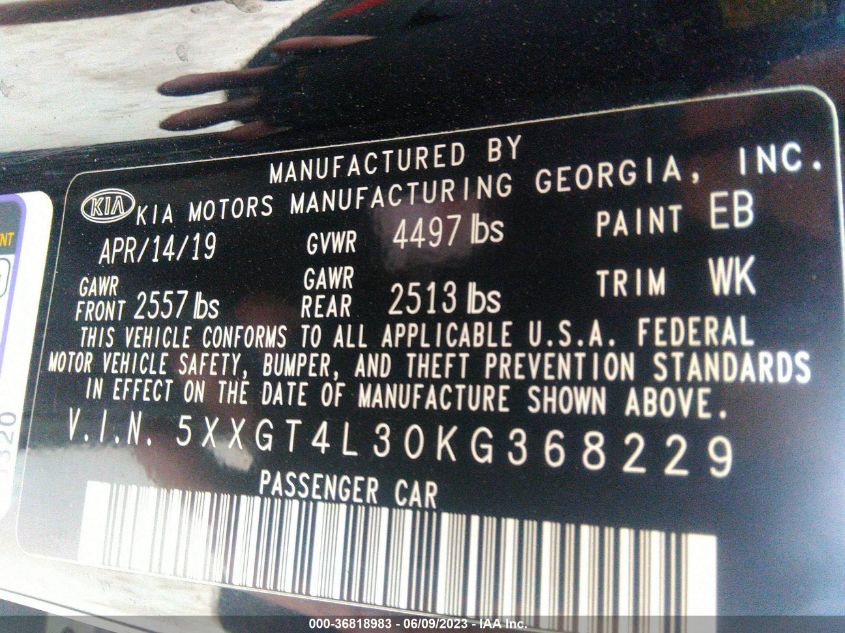 MANUFACTURED BY
KIA KIA MOTORS MANUFACTURING GEORGIA, INC.
APR/14/19 GVWR 4497 lbs PAINT EB
GAWR GAWR TRIM WK
FRONT 2557 lbs REAR 2513 lbs
THIS VEHICLE CONFORMS TO ALL APPLICABLE U.S.A. FEDERAL
MOTOR VEHICLE SAFETY, BUMPER, AND THEFT PREVENTION STANDARDS
IN EFFECT ON THE DATE OF MANUFACTURE SHOWN ABOVE.
V.I.N. 5XXGT4L30KG368229
PASSENGER CAR
000-36818983 - 06/09/2023 - IAA Inc.